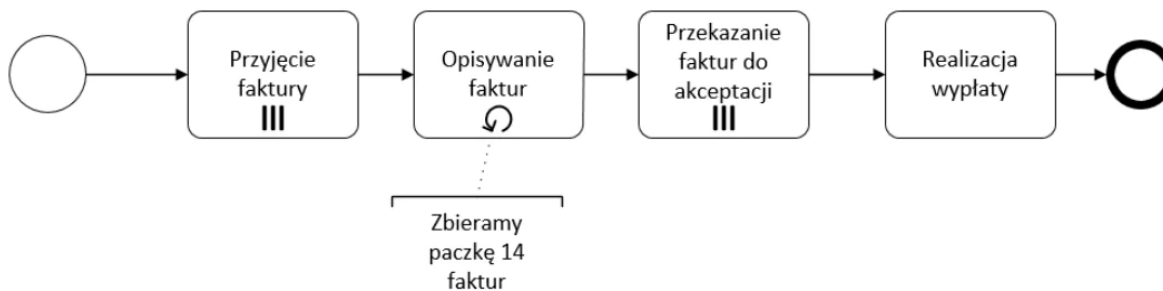 Przyjęcie
faktury
Opisywanie
faktur
Przekazanie
faktur do
akceptacji
Realizacja
wypłaty
Zbieramy
paczkę 14
faktur